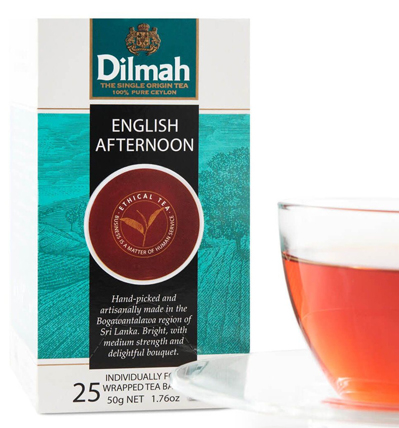 Dilmah
THE SINGLE ORIGIN TEA
100% PURE CEYLON
ENGLISH
AFTERNOON
ETHICAL TEA
BUSINESS IS A MATTER OF HUMAN SERVICE
Hand-picked and
artisanally made in the
Bogawantalawa region of
Sri Lanka. Bright, with
medium strength and
delightful bouquet.
25 INDIVIDUALLY
WRAPPED TEA
50g NET 1.76oz